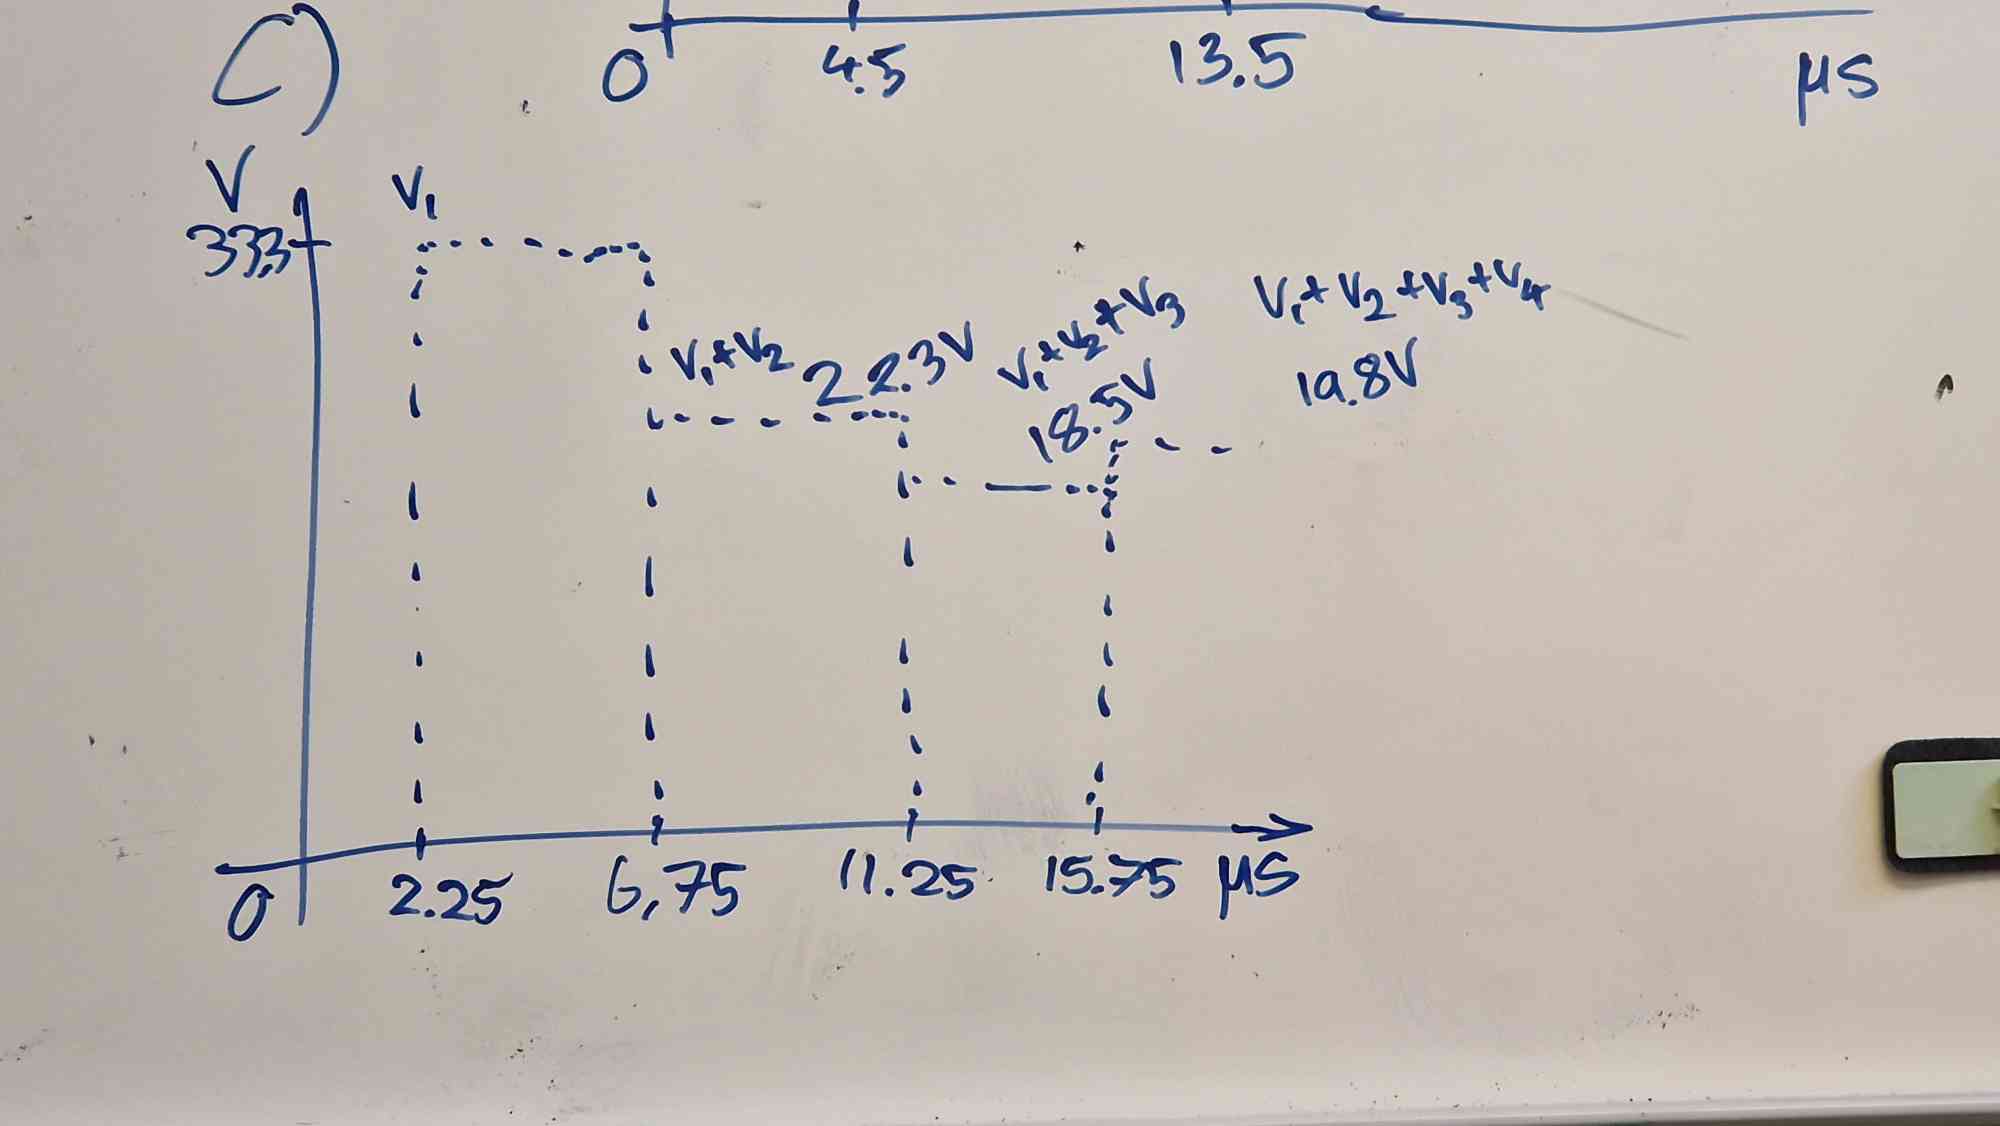 C)
0 4.5 13.5 μs
V
33,3
V₁
V₁+V₂ 22.3V
V₁+V₂+V₃
18.5V
V₁+V₂+V₃+V₄
19.8V
0 2.25 6,75 11.25 15.75 μs